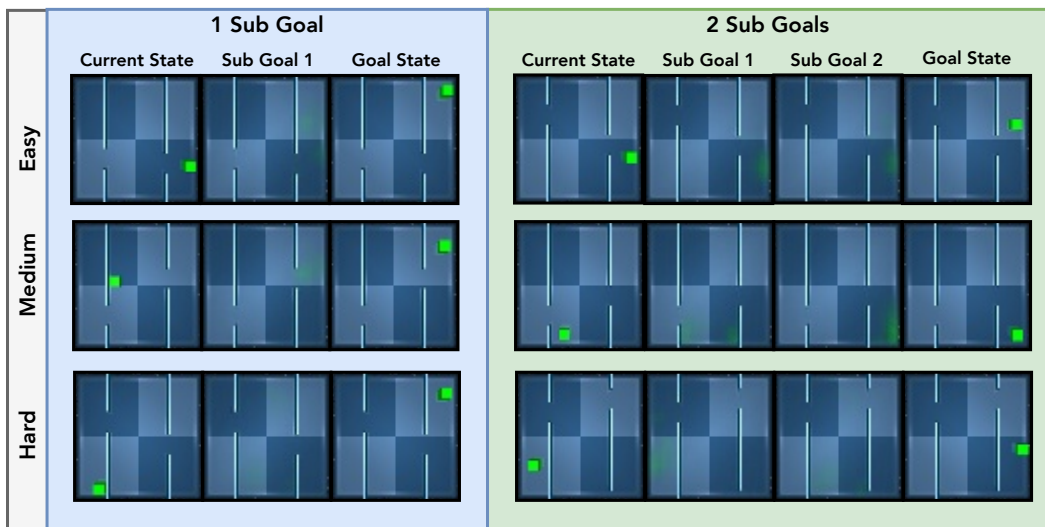 1 Sub Goal
2 Sub Goals
Current State
Sub Goal 1
Goal State
Current State
Sub Goal 1
Sub Goal 2
Goal State
Easy
Medium
Hard